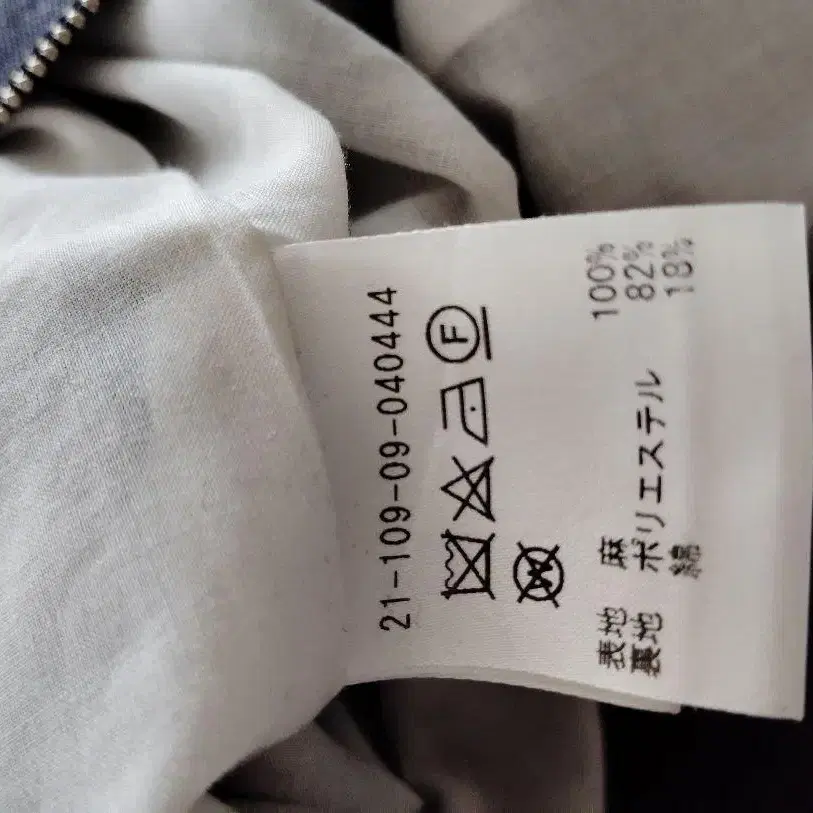 21-109-09-040444
F
W
表地 麻 100%
裏地 ポリエステル 82%
綿 18%